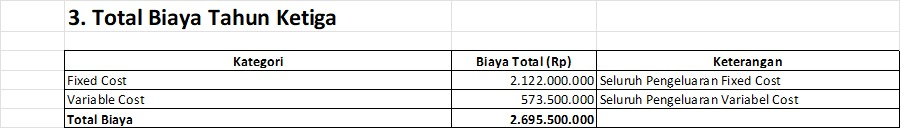 3. Total Biaya Tahun Ketiga
Kategori Biaya Total (Rp) Keterangan
Fixed Cost 2.122.000.000 Seluruh Pengeluaran Fixed Cost
Variable Cost 573.500.000 Seluruh Pengeluaran Variabel Cost
Total Biaya 2.695.500.000